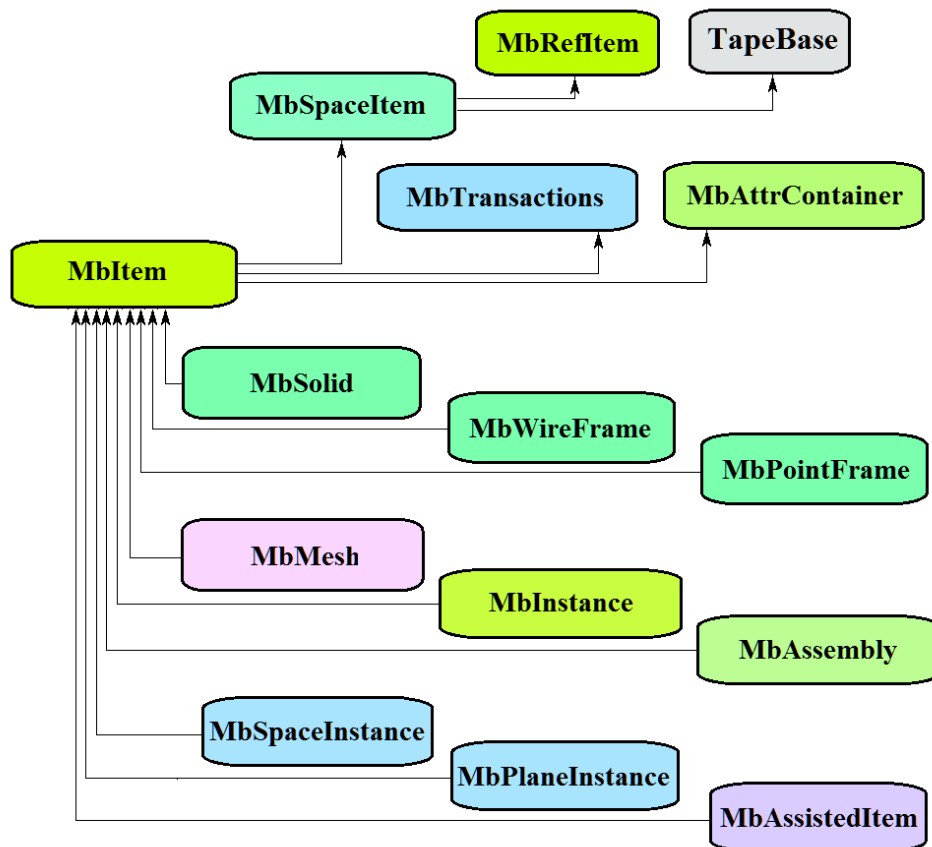 MbRefItem
TapeBase
MbSpaceItem
MbTransactions
MbAttrContainer
MbItem
MbSolid
MbWireFrame
MbPointFrame
MbMesh
MbInstance
MbAssembly
MbSpaceInstance
MbPlaneInstance
MbAssistedItem